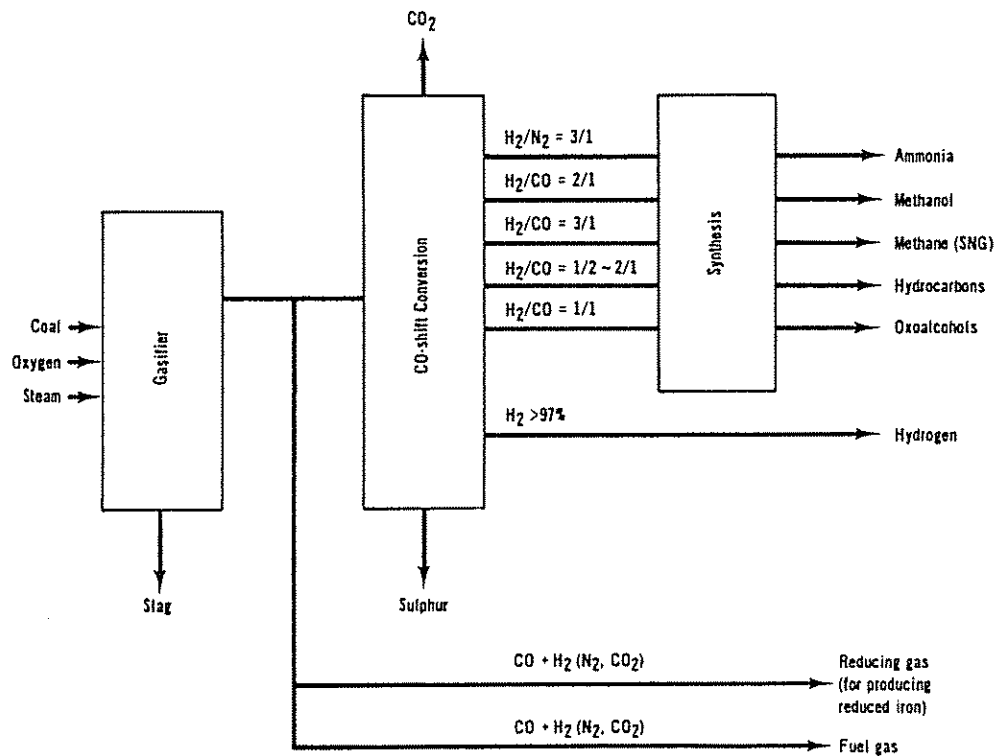 CO2
H2/N2 = 3/1
Ammonia
H2/CO = 2/1
Methanol
H2/CO = 3/1
Methane (SNG)
H2/CO = 1/2 ~ 2/1
Hydrocarbons
H2/CO = 1/1
Oxoalcohols
Synthesis
CO-shift Conversion
Gasifier
Coal
Oxygen
Steam
H2 >97%
Hydrogen
Slag
Sulphur
CO + H2 (N2, CO2)
Reducing gas
(for producing
reduced iron)
CO + H2 (N2, CO2)
Fuel gas